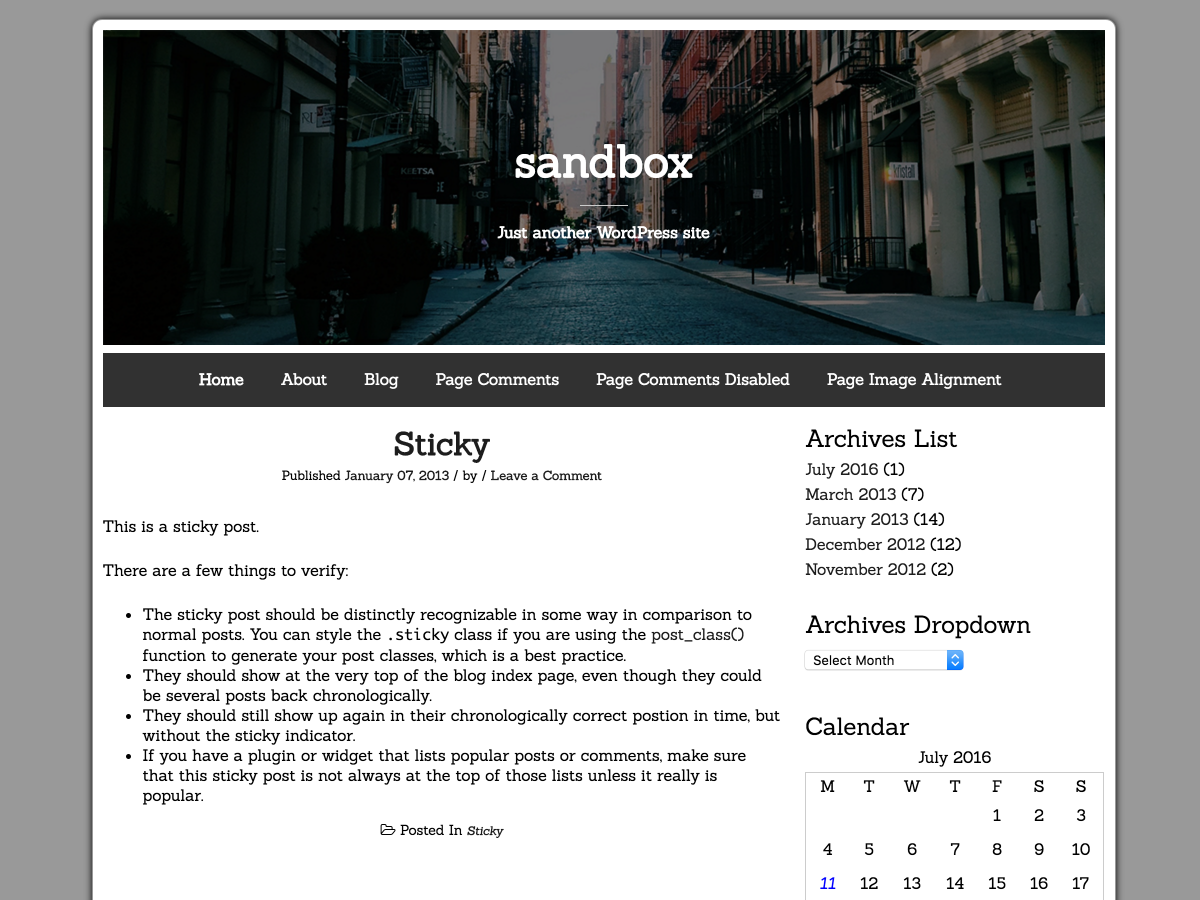 KEETSA
kristall
sandbox
Just another WordPress site
Home About Blog Page Comments Page Comments Disabled Page Image Alignment
Sticky
Published January 07, 2013 / by / Leave a Comment
This is a sticky post.
There are a few things to verify:
• The sticky post should be distinctly recognizable in some way in comparison to
normal posts. You can style the .sticky class if you are using the post_class()
function to generate your post classes, which is a best practice.
• They should show at the very top of the blog index page, even though they could
be several posts back chronologically.
• They should still show up again in their chronologically correct postion in time, but
without the sticky indicator.
• If you have a plugin or widget that lists popular posts or comments, make sure
that this sticky post is not always at the top of those lists unless it really is
popular.
Posted In Sticky
Archives List
July 2016 (1)
March 2013 (7)
January 2013 (14)
December 2012 (12)
November 2012 (2)
Archives Dropdown
Select Month
Calendar
July 2016
M T W T F S S
1 2 3
4 5 6 7 8 9 10
11 12 13 14 15 16 17